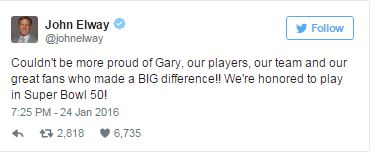 John Elway
@johnelway
Follow
Couldn't be more proud of Gary, our players, our team and our
great fans who made a BIG difference!! We're honored to play
in Super Bowl 50!
7:25 PM - 24 Jan 2016
2,818 6,735